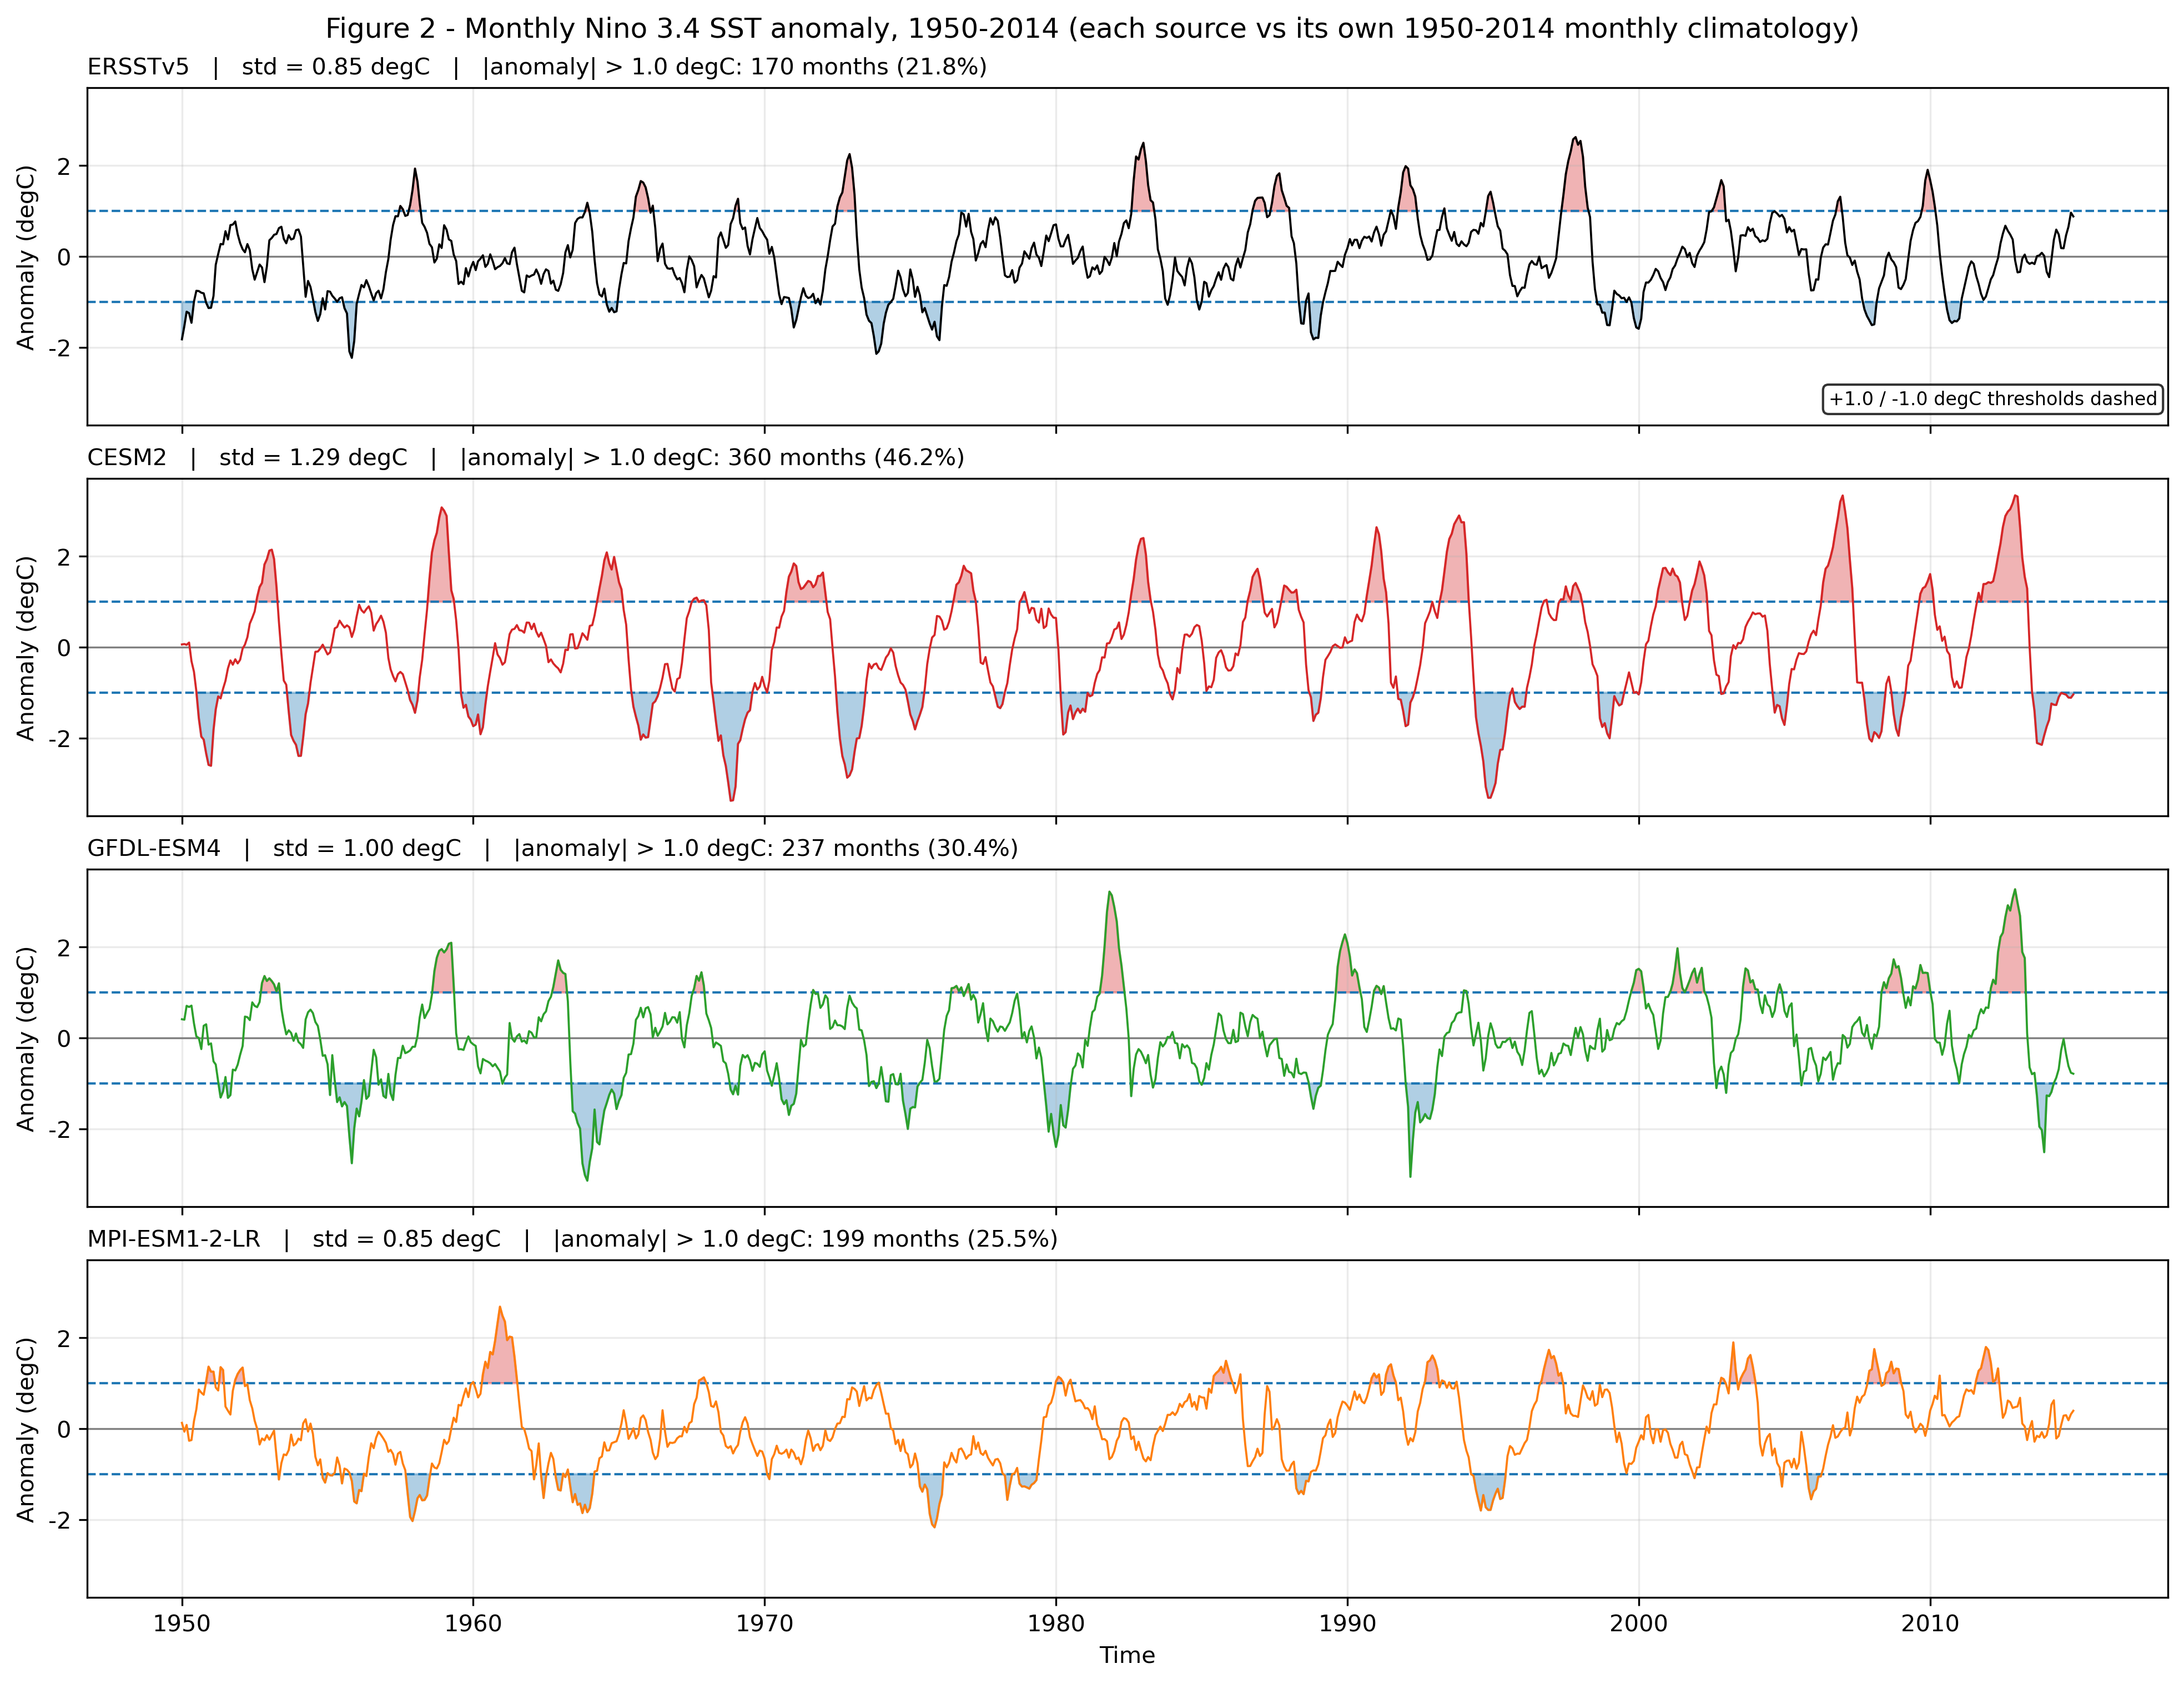 Figure 2 - Monthly Nino 3.4 SST anomaly, 1950-2014 (each source vs its own 1950-2014 monthly climatology)
ERSSTv5 | std = 0.85 degC | |anomaly| > 1.0 degC: 170 months (21.8%)
Anomaly (degC)
2
0
-2
+1.0 / -1.0 degC thresholds dashed
CESM2 | std = 1.29 degC | |anomaly| > 1.0 degC: 360 months (46.2%)
Anomaly (degC)
2
0
-2
GFDL-ESM4 | std = 1.00 degC | |anomaly| > 1.0 degC: 237 months (30.4%)
Anomaly (degC)
2
0
-2
MPI-ESM1-2-LR | std = 0.85 degC | |anomaly| > 1.0 degC: 199 months (25.5%)
Anomaly (degC)
2
0
-2
1950 1960 1970 1980 1990 2000 2010
Time